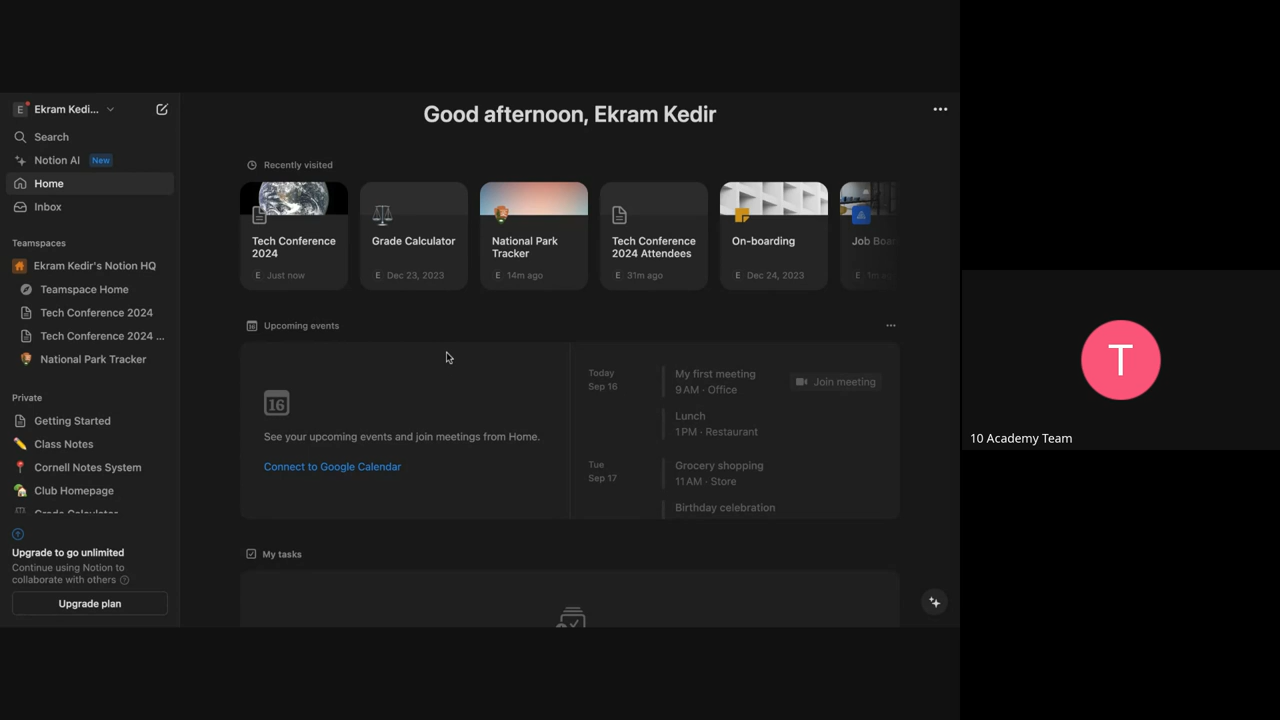 E Ekram Kedi...
Search
Notion AI New
Home
Inbox
Teamspaces
Ekram Kedir's Notion HQ
Teamspace Home
Tech Conference 2024
Tech Conference 2024 ...
National Park Tracker
Private
Getting Started
Class Notes
Cornell Notes System
Club Homepage
Grade Calculator
Upgrade to go unlimited
Continue using Notion to
collaborate with others
Upgrade plan
Good afternoon, Ekram Kedir
Recently visited
Tech Conference
2024
E Just now
Grade Calculator
E Dec 23, 2023
National Park
Tracker
E 14m ago
Tech Conference
2024 Attendees
E 31m ago
On-boarding
E Dec 24, 2023
Job Boar
E
Upcoming events
16
See your upcoming events and join meetings from Home.
Connect to Google Calendar
Today
Sep 16
My first meeting
9 AM · Office
Join meeting
Lunch
1 PM · Restaurant
Tue
Sep 17
Grocery shopping
11 AM · Store
Birthday celebration
My tasks
T
10 Academy Team